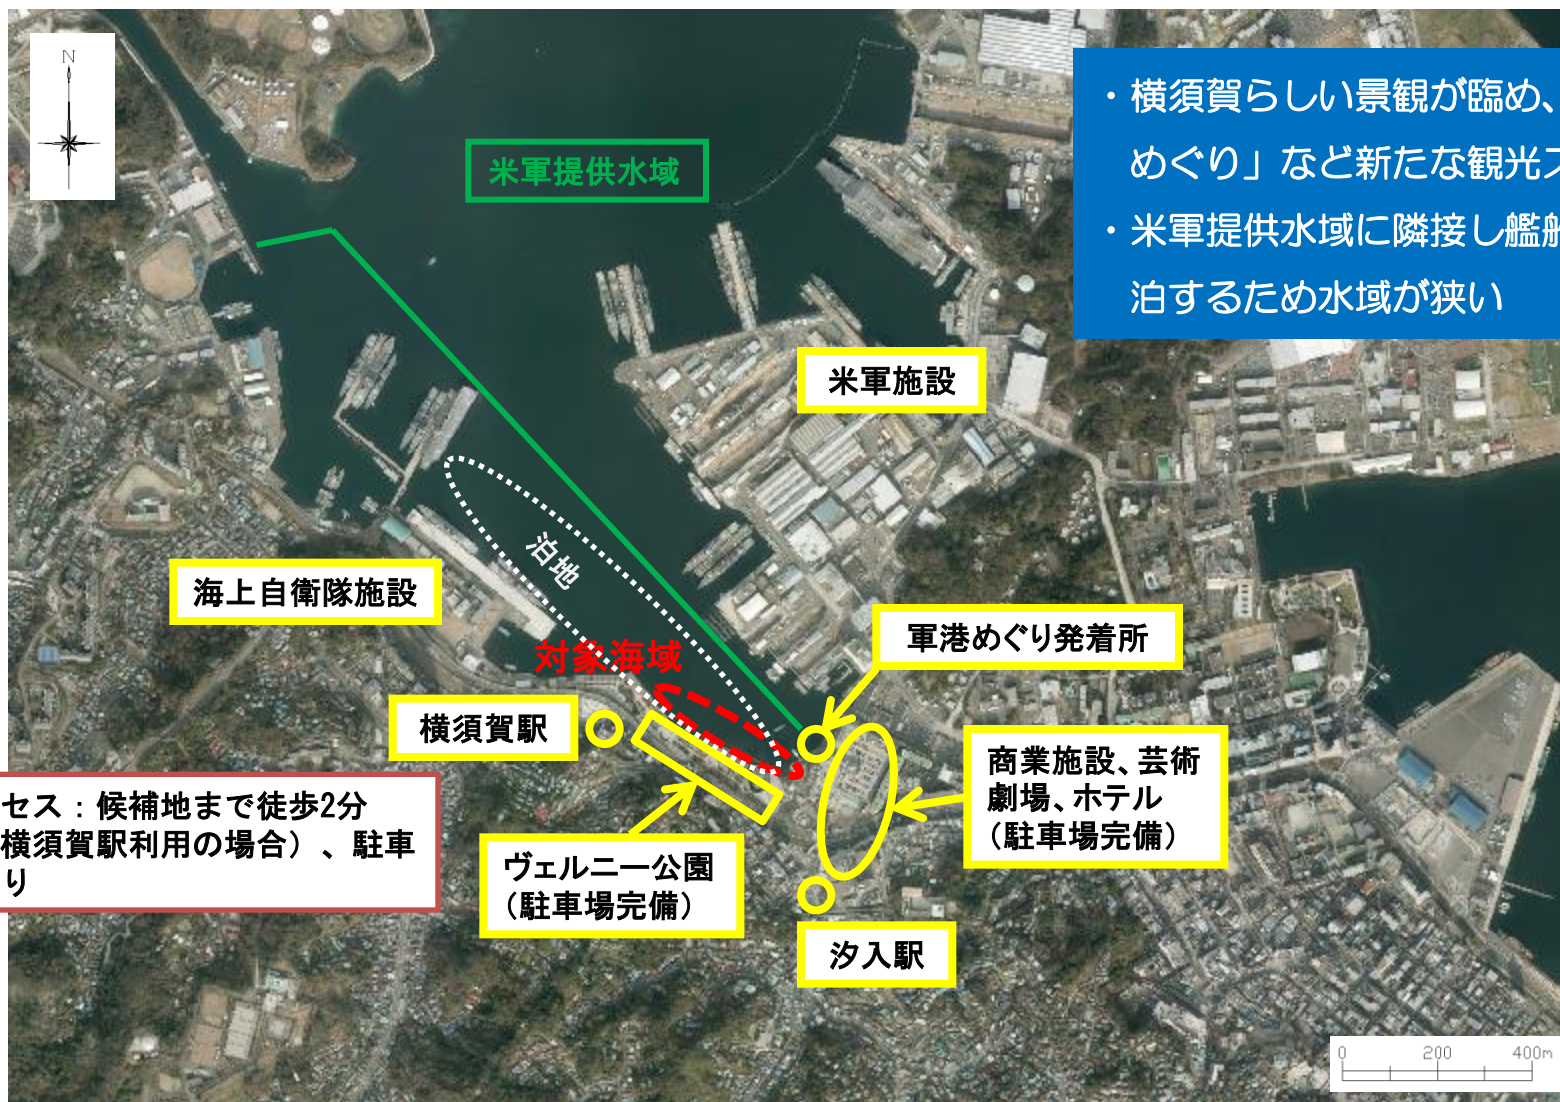 N
・横須賀らしい景観が臨め、
めぐり」など新たな観光ス
・米軍提供水域に隣接し艦船
泊するため水域が狭い
米軍提供水域
米軍施設
泊地
海上自衛隊施設
対象海域
軍港めぐり発着所
横須賀駅
商業施設、芸術
劇場、ホテル
（駐車場完備）
セス：候補地まで徒歩2分
横須賀駅利用の場合）、駐車
り
ヴェルニー公園
（駐車場完備）
汐入駅
0 200 400m